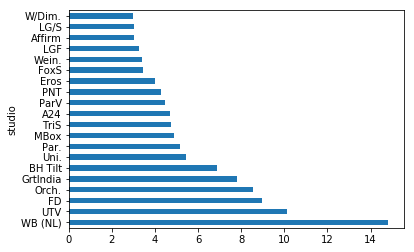 W/Dim.
LG/S
Affirm
LGF
Wein.
FoxS
Eros
PNT
ParV
A24
TriS
MBox
Par.
Uni.
BH Tilt
GrtIndia
Orch.
FD
UTV
WB (NL)
studio
0 2 4 6 8 10 12 14